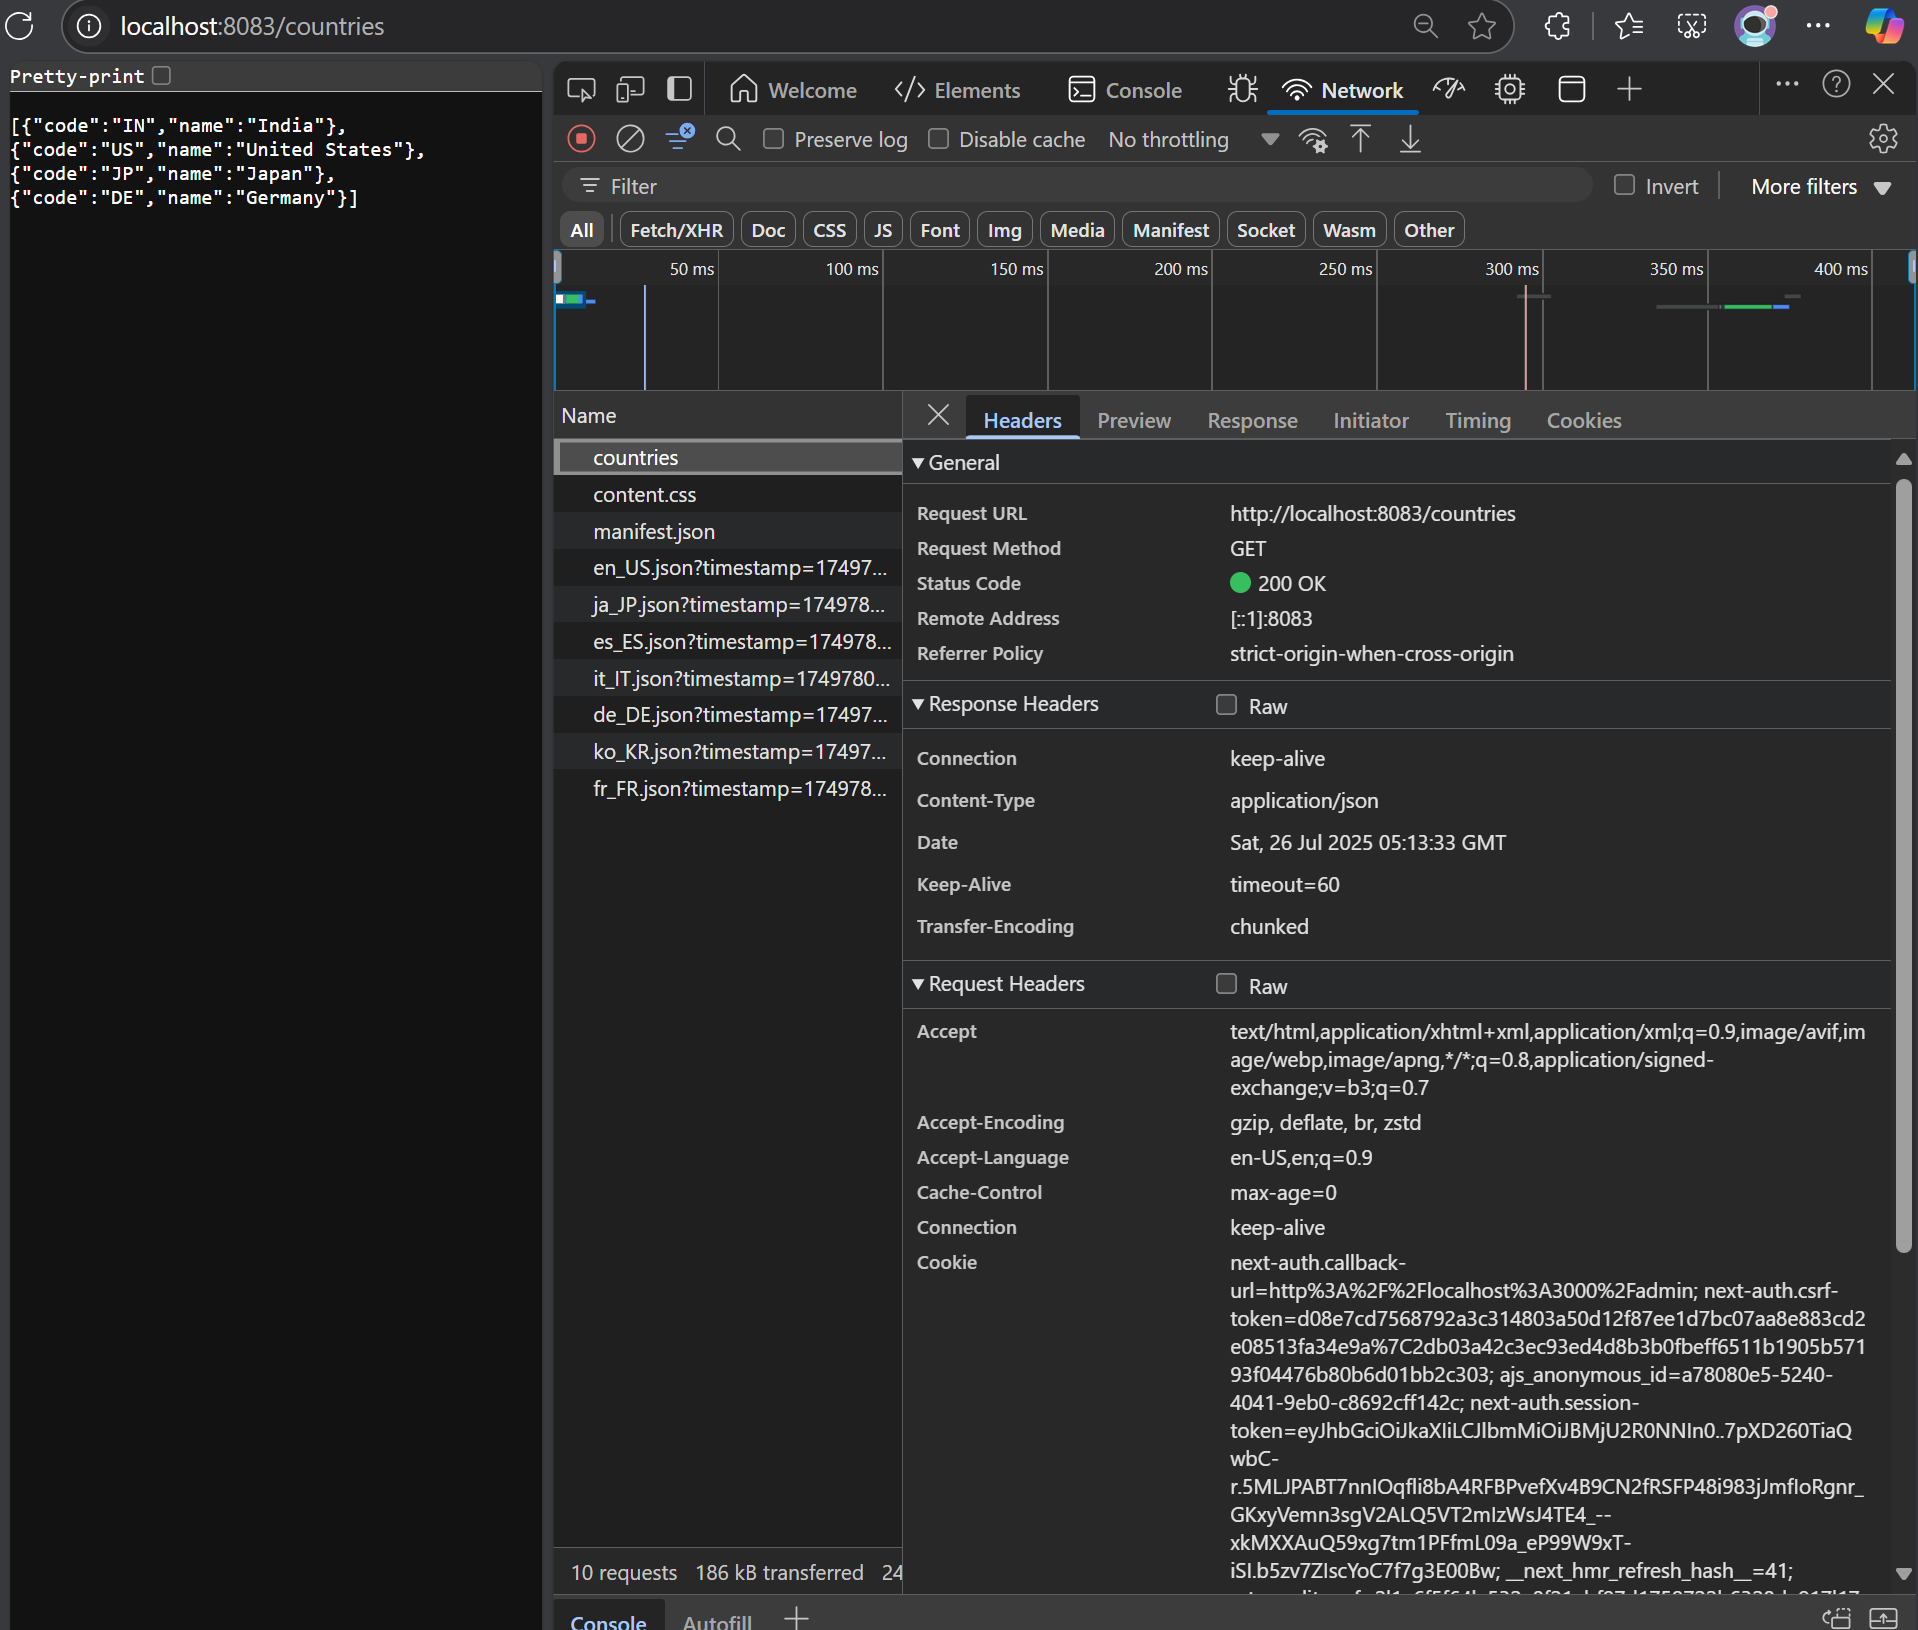 localhost:8083/countries
Pretty-print
[{"code":"IN","name":"India"},
{"code":"US","name":"United States"},
{"code":"JP","name":"Japan"},
{"code":"DE","name":"Germany"}]
Welcome
Elements
Console
Network
Preserve log
Disable cache
No throttling
Filter
Invert
More filters
All
Fetch/XHR
Doc
CSS
JS
Font
Img
Media
Manifest
Socket
Wasm
Other
50 ms
100 ms
150 ms
200 ms
250 ms
300 ms
350 ms
400 ms
Name
countries
content.css
manifest.json
en_US.json?timestamp=17497...
ja_JP.json?timestamp=174978...
es_ES.json?timestamp=174978...
it_IT.json?timestamp=1749780...
de_DE.json?timestamp=17497...
ko_KR.json?timestamp=17497...
fr_FR.json?timestamp=174978...
10 requests
186 kB transferred
24
Headers
Preview
Response
Initiator
Timing
Cookies
General
Request URL
http://localhost:8083/countries
Request Method
GET
Status Code
200 OK
Remote Address
[::1]:8083
Referrer Policy
strict-origin-when-cross-origin
Response Headers
Raw
Connection
keep-alive
Content-Type
application/json
Date
Sat, 26 Jul 2025 05:13:33 GMT
Keep-Alive
timeout=60
Transfer-Encoding
chunked
Request Headers
Raw
Accept
text/html,application/xhtml+xml,application/xml;q=0.9,image/avif,im
age/webp,image/apng,*/*;q=0.8,application/signed-
exchange;v=b3;q=0.7
Accept-Encoding
gzip, deflate, br, zstd
Accept-Language
en-US,en;q=0.9
Cache-Control
max-age=0
Connection
keep-alive
Cookie
next-auth.callback-
url=http%3A%2F%2Flocalhost%3A3000%2Fadmin; next-auth.csrf-
token=d08e7cd7568792a3c314803a50d12f87ee1d7bc07aa8e883cd2
e08513fa34e9a%7C2db03a42c3ec93ed4d8b3b0fbeff6511b1905b571
93f04476b80b6d01bb2c303; ajs_anonymous_id=a78080e5-5240-
4041-9eb0-c8692cff142c; next-auth.session-
token=eyJhbGciOiJkaXIiLCJlbmMiOiJBMjU2R0NNIn0..7pXD260TiaQ
wbC-
r.5MLJPABT7nnIOqfli8bA4RFBPvefXv4B9CN2fRSFP48i983jJmfIoRgnr_
GKxyVemn3sgV2ALQ5VT2mIzWsJ4TE4_--
xkMXXAuQ59xg7tm1PFfmL09a_eP99W9xT-
iSI.b5zv7ZIscYoC7f7g3E00Bw; __next_hmr_refresh_hash__=41;
Console
Autofill